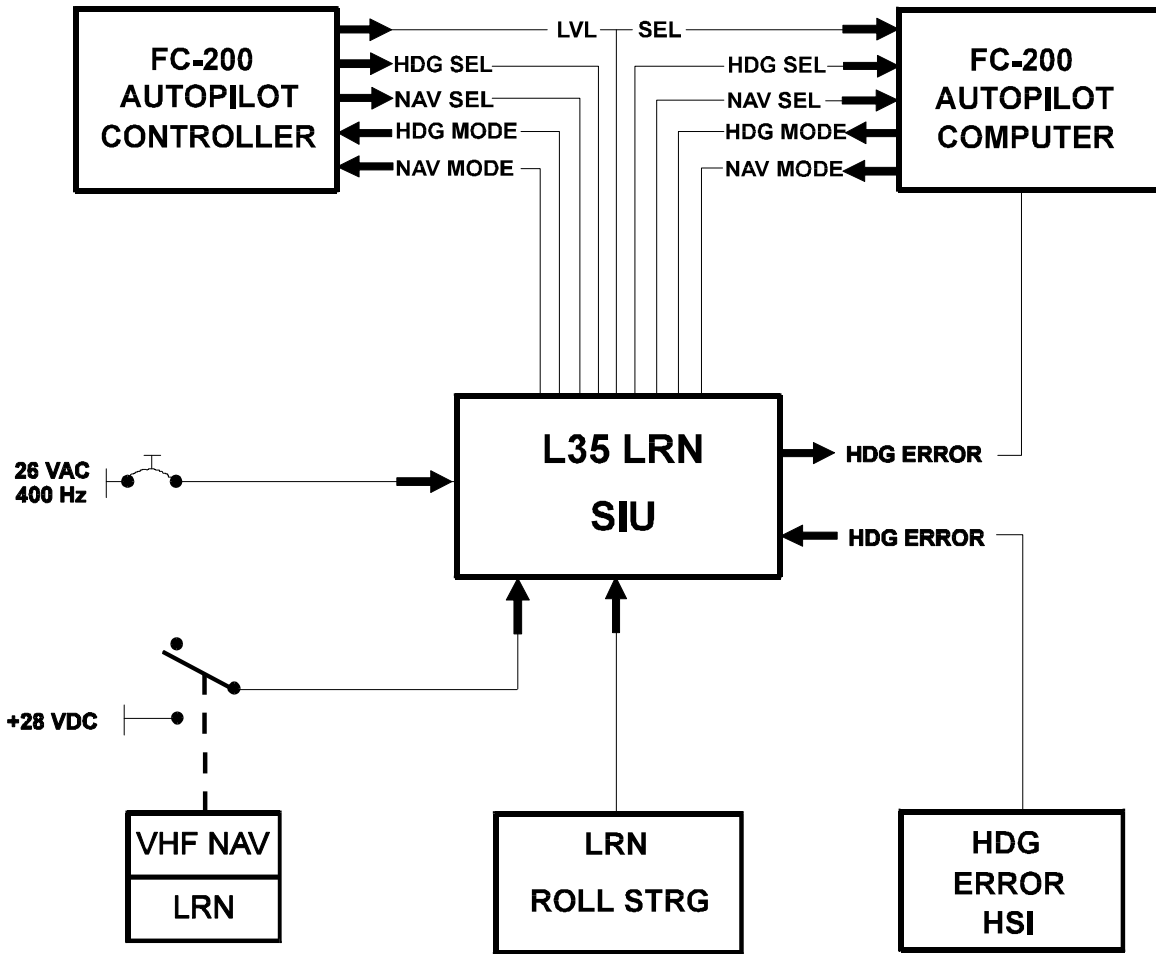 LVL SEL
FC-200
AUTOPILOT
CONTROLLER
HDG SEL
NAV SEL
HDG MODE
NAV MODE
HDG SEL
NAV SEL
HDG MODE
NAV MODE
FC-200
AUTOPILOT
COMPUTER
L35 LRN
SIU
26 VAC
400 Hz
HDG ERROR
HDG ERROR
+28 VDC
VHF NAV
LRN
LRN
ROLL STRG
HDG
ERROR
HSI